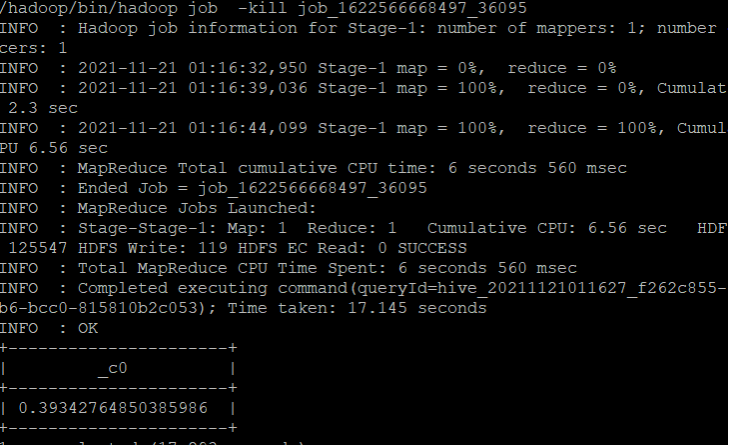 /hadoop/bin/hadoop job  -kill job_1622566668497_36095
INFO  : Hadoop job information for Stage-1: number of mappers: 1; number
cers: 1
INFO  : 2021-11-21 01:16:32,950 Stage-1 map = 0%,  reduce = 0%
INFO  : 2021-11-21 01:16:39,036 Stage-1 map = 100%,  reduce = 0%, Cumulat
 2.3 sec
INFO  : 2021-11-21 01:16:44,099 Stage-1 map = 100%,  reduce = 100%, Cumul
PU 6.56 sec
INFO  : MapReduce Total cumulative CPU time: 6 seconds 560 msec
INFO  : Ended Job = job_1622566668497_36095
INFO  : MapReduce Jobs Launched:
INFO  : Stage-Stage-1: Map: 1  Reduce: 1   Cumulative CPU: 6.56 sec   HDF
 125547 HDFS Write: 119 HDFS EC Read: 0 SUCCESS
INFO  : Total MapReduce CPU Time Spent: 6 seconds 560 msec
INFO  : Completed executing command(queryId=hive_20211121011627_f262c855-
b6-bcc0-815810b2c053); Time taken: 17.145 seconds
INFO  : OK
+----------------------+
|         _c0          |
+----------------------+
| 0.39342764850385986  |
+----------------------+